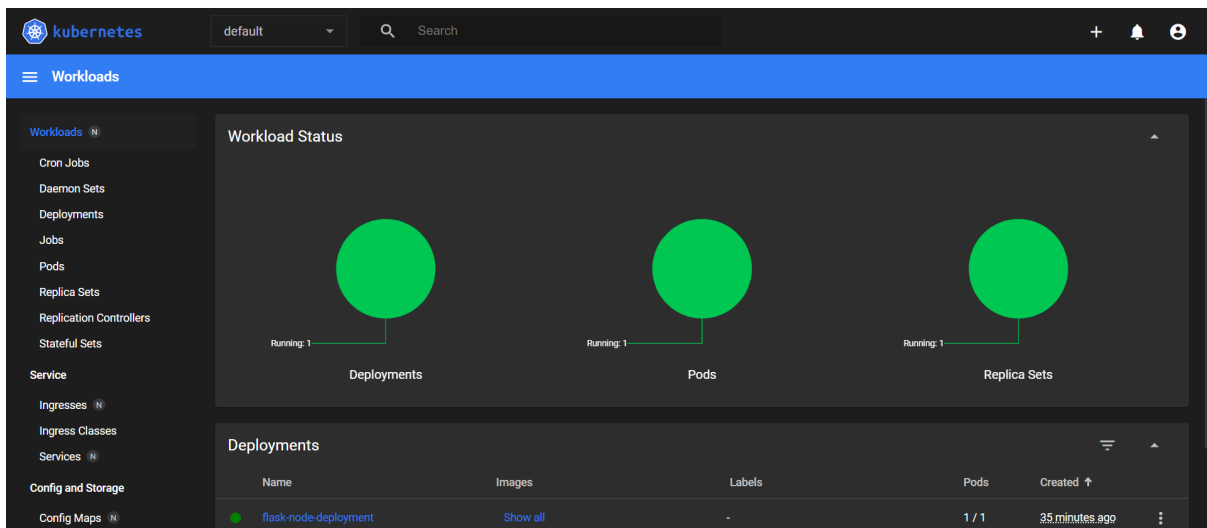 kubernetes
default
Search
Workloads
Workloads N
Cron Jobs
Daemon Sets
Deployments
Jobs
Pods
Replica Sets
Replication Controllers
Stateful Sets
Service
Ingresses N
Ingress Classes
Services N
Config and Storage
Config Maps N
Workload Status
Running: 1
Deployments
Running: 1
Pods
Running: 1
Replica Sets
Deployments
Name Images Labels Pods Created ↑
flask-node-deployment Show all - 1 / 1 35 minutes ago